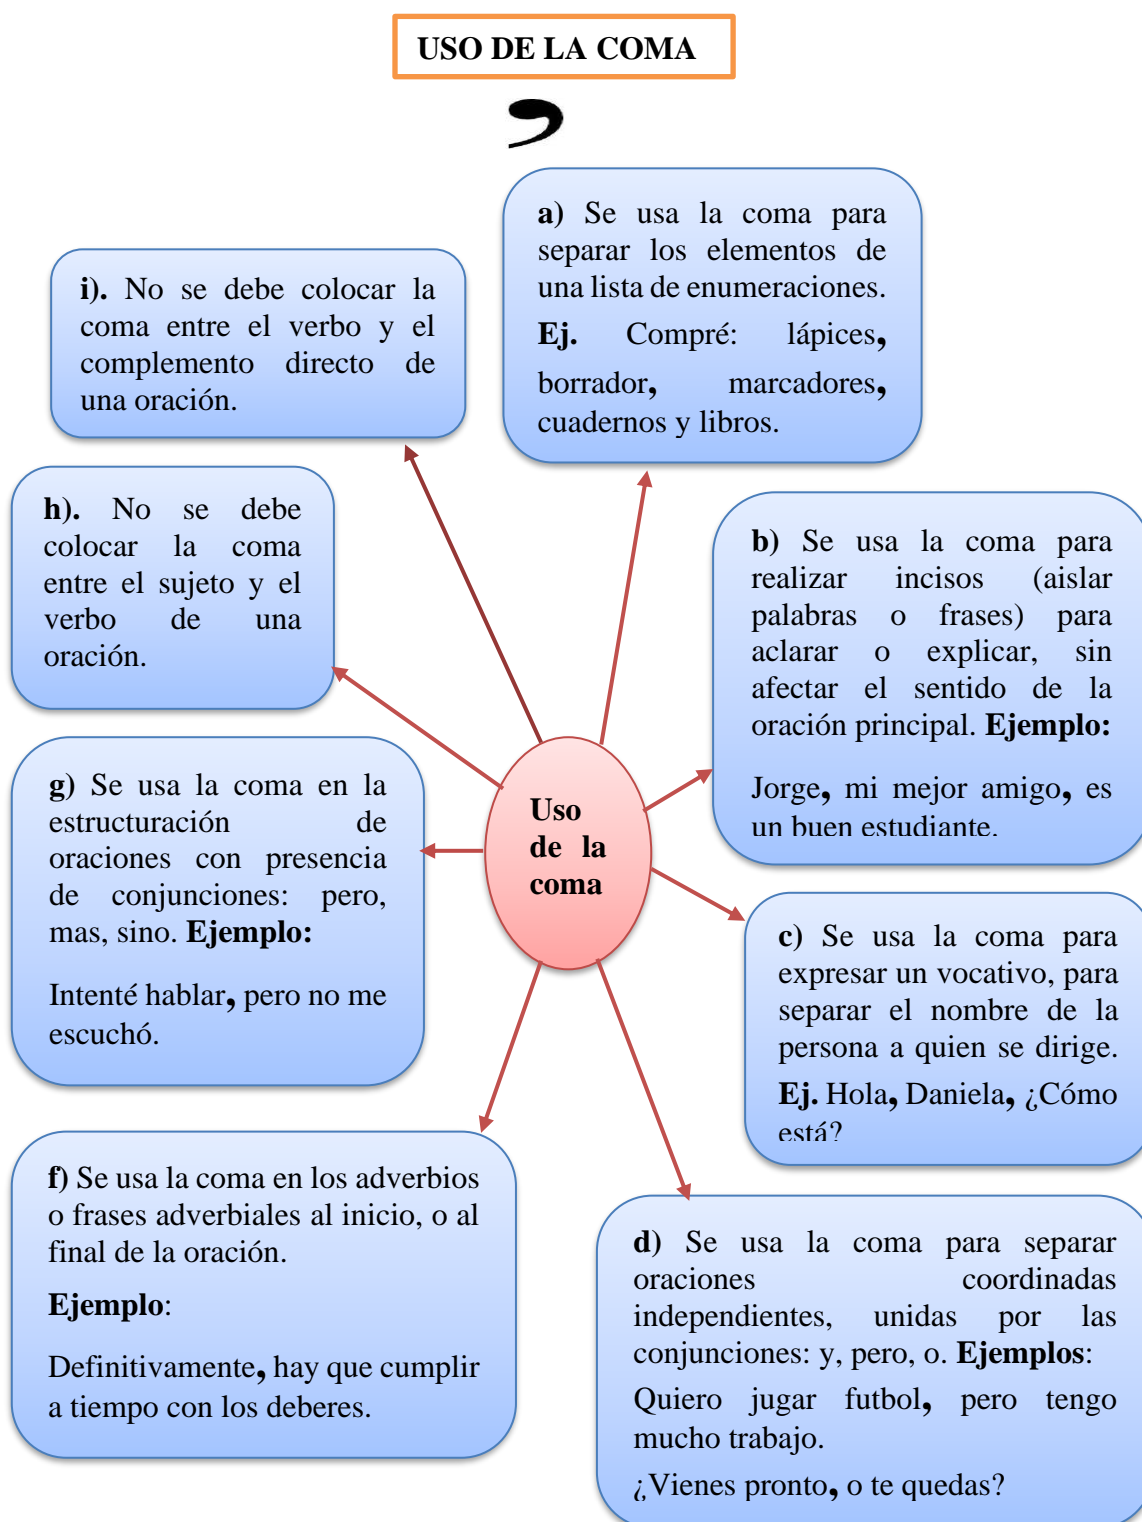 USO DE LA COMA
,
a) Se usa la coma para
separar los elementos de
una lista de enumeraciones.
Ej. Compré: lápices,
borrador, marcadores,
cuadernos y libros.
b) Se usa la coma para
realizar incisos (aislar
palabras o frases) para
aclarar o explicar, sin
afectar el sentido de la
oración principal. Ejemplo:
Jorge, mi mejor amigo, es
un buen estudiante.
c) Se usa la coma para
expresar un vocativo, para
separar el nombre de la
persona a quien se dirige.
Ej. Hola, Daniela, ¿Cómo
está?
d) Se usa la coma para separar
oraciones coordinadas
independientes, unidas por las
conjunciones: y, pero, o. Ejemplos:
Quiero jugar futbol, pero tengo
mucho trabajo.
¿Vienes pronto, o te quedas?
f) Se usa la coma en los adverbios
o frases adverbiales al inicio, o al
final de la oración.
Ejemplo:
Definitivamente, hay que cumplir
a tiempo con los deberes.
g) Se usa la coma en la
estructuración de
oraciones con presencia
de conjunciones: pero,
mas, sino. Ejemplo:
Intenté hablar, pero no me
escuchó.
h). No se debe
colocar la coma
entre el sujeto y el
verbo de una
oración.
i). No se debe colocar la
coma entre el verbo y el
complemento directo de
una oración.
Uso
de la
coma